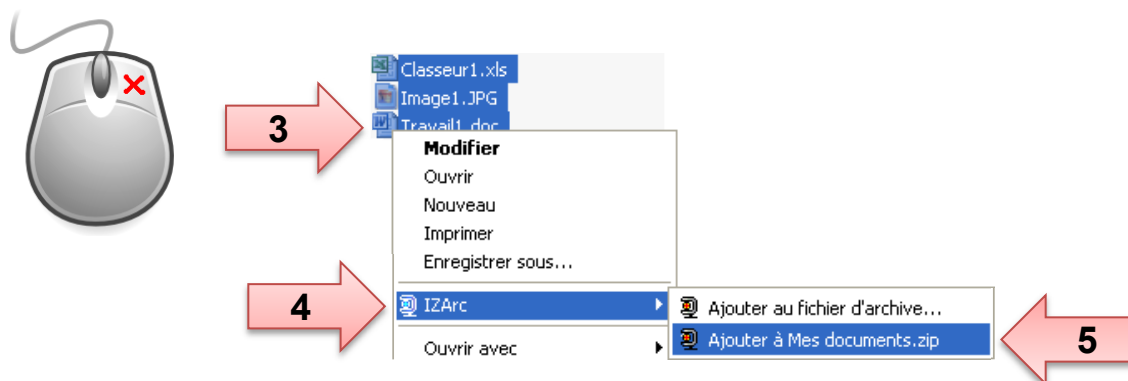 Classeur1.xls
Image1.JPG
3
Travail1.doc
Modifier
Ouvrir
Nouveau
Imprimer
Enregistrer sous...
4
IZArc
Ajouter au fichier d'archive...
Ajouter à Mes documents.zip
5
Ouvrir avec